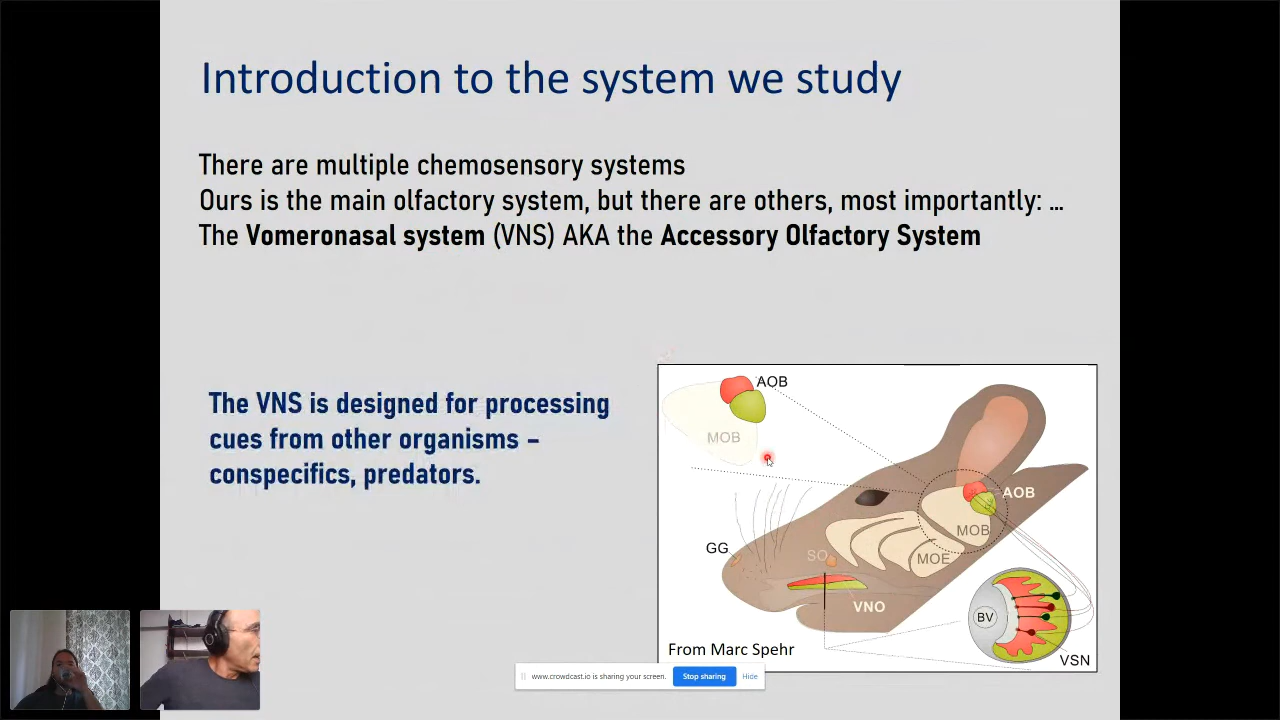 Introduction to the system we study
There are multiple chemosensory systems
Ours is the main olfactory system, but there are others, most importantly: ...
The Vomeronasal system (VNS) AKA the Accessory Olfactory System
The VNS is designed for processing
cues from other organisms –
conspecifics, predators.
AOB
MOB
AOB
MOB
GG
SO
MOE
VNO
BV
VSN
From Marc Spehr
www.crowdcast.io is sharing your screen.
Stop sharing
Hide